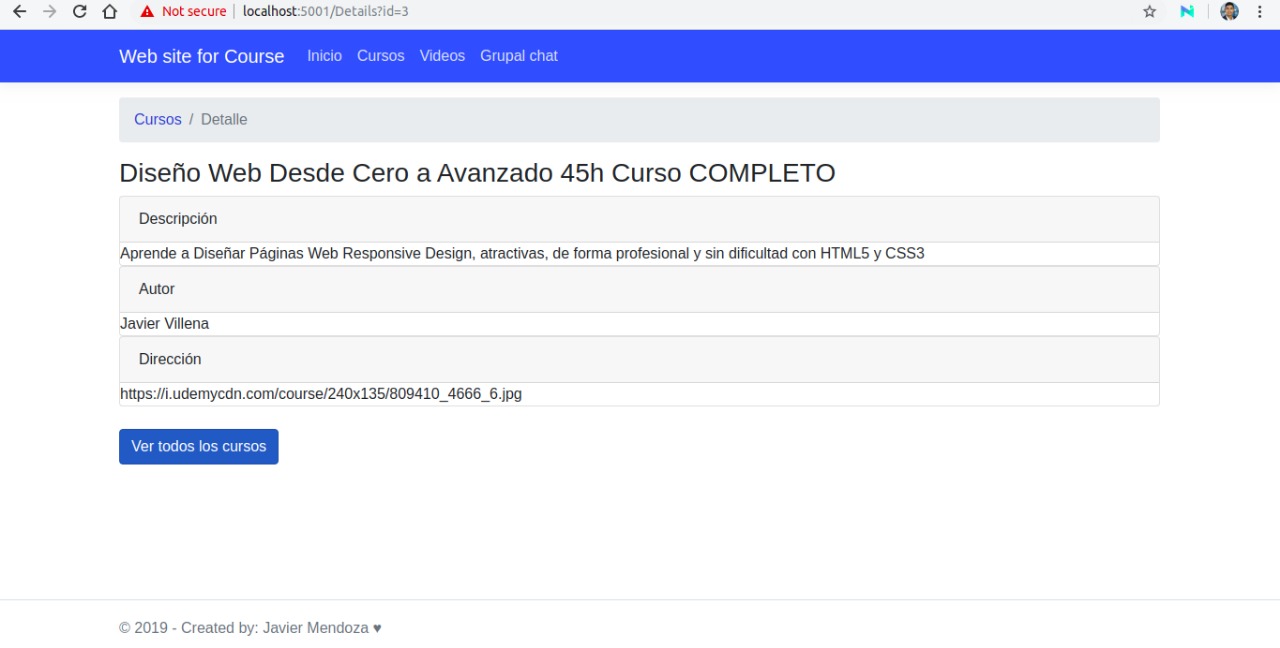 Not secure | localhost:5001/Details?id=3
Web site for Course Inicio Cursos Videos Grupal chat
Cursos / Detalle
Diseño Web Desde Cero a Avanzado 45h Curso COMPLETO
Descripción
Aprende a Diseñar Páginas Web Responsive Design, atractivas, de forma profesional y sin dificultad con HTML5 y CSS3
Autor
Javier Villena
Dirección
https://i.udemycdn.com/course/240x135/809410_4666_6.jpg
Ver todos los cursos
© 2019 - Created by: Javier Mendoza ♥